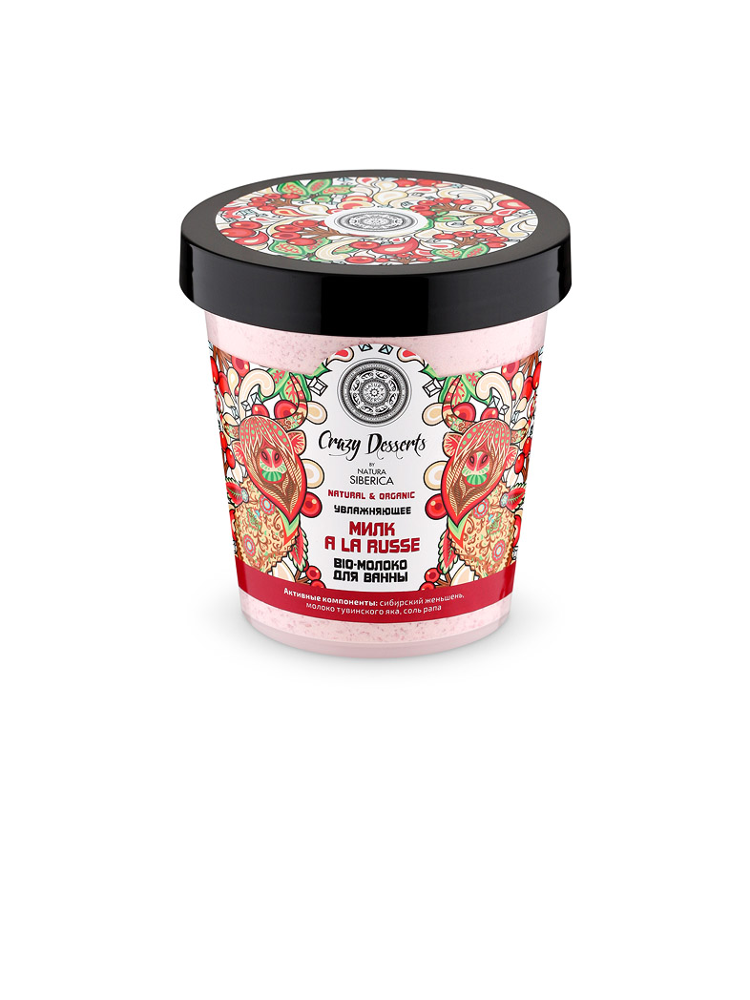 Crazy Desserts
BY
NATURA
SIBERICA
NATURAL & ORGANIC
УВЛАЖНЯЮЩЕЕ
МИЛК
A LA RUSSE
BIO-МОЛОКО
ДЛЯ ВАННЫ
Активные компоненты: сибирский женьшень,
молоко тувинского яка, соль рапа